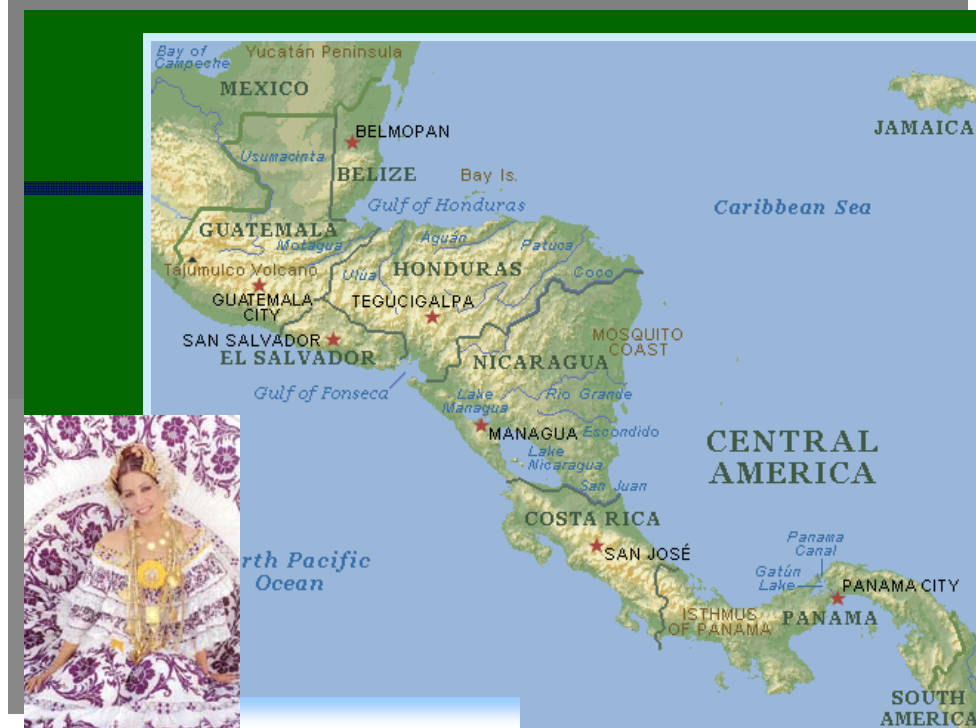 Bay of
Campeche
Yucatán Peninsula
MEXICO
JAMAICA
BELMOPAN
Usumacinta
BELIZE
Bay Is.
Gulf of Honduras
Caribbean Sea
GUATEMALA
Motagua
Aguán
Patuca
Tajumulco Volcano
Ulúa
HONDURAS
Coco
GUATEMALA
CITY
TEGUCIGALPA
SAN SALVADOR
EL SALVADOR
MOSQUITO
COAST
NICARAGUA
Gulf of Fonseca
Lake
Managua
Rio Grande
MANAGUA
Escondido
CENTRAL
AMERICA
Lake
Nicaragua
San Juan
COSTA RICA
SAN JOSÉ
Panama
Canal
rth Pacific
Ocean
Gatún
Lake
PANAMA CITY
ISTHMUS
OF PANAMA
PANAMA
SOUTH
AMERICA